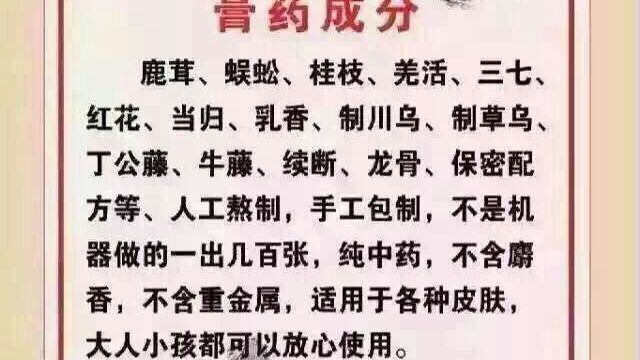 膏药成分
鹿茸、蜈蚣、桂枝、羌活、三七、
红花、当归、乳香、制川乌、制草乌、
丁公藤、牛藤、续断、龙骨、保密配
方等、人工熬制，手工包制，不是机
器做的一出几百张，纯中药，不含麝
香，不含重金属，适用于各种皮肤，
大人小孩都可以放心使用。